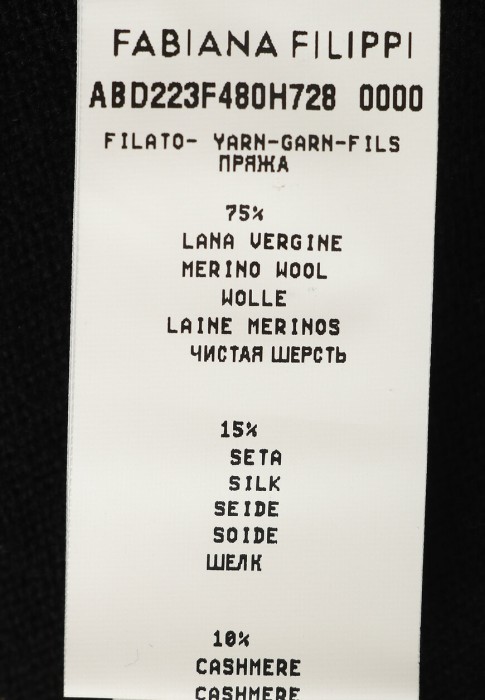 FABIANA FILIPPI
ABD223F480H728 0000
FILATO- YARN-GARN-FILS
ПРЯЖА
75%
LANA VERGINE
MERINO WOOL
WOLLE
LAINE MERINOS
ЧИСТАЯ ШЕРСТЬ
15%
SETA
SILK
SEIDE
SOIDE
ШЕЛК
10%
CASHMERE
CASHMERE